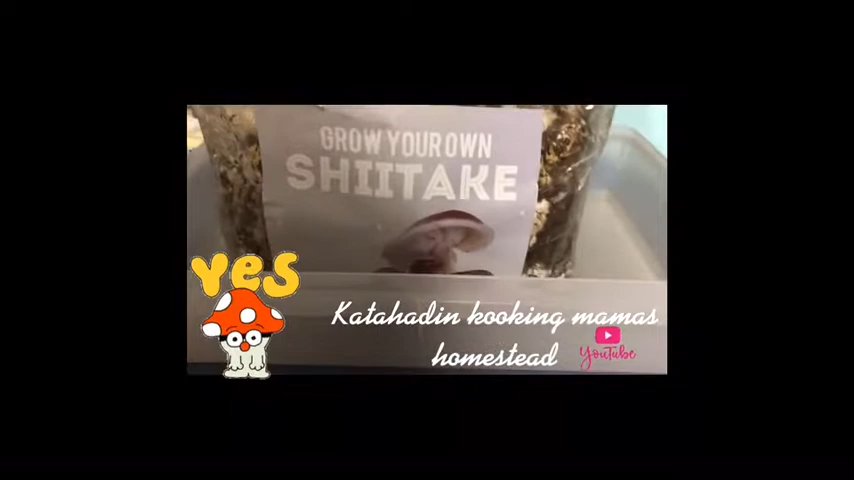 GROW YOUR OWN
SHIITAKE
Yes
Katahadin kooking mamas
homestead
YouTube